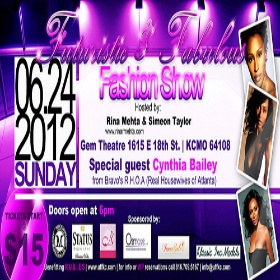 Futuristic & Fabulous
Fashion Show
06.24
2012
SUNDAY
Hosted by:
Rina Mehta & Simeon Taylor
Gem Theatre 1615 E 18th St. | KCMO 64108
Special guest Cynthia Bailey
from Bravo's R.H.O.A (Real Housewives of Atlanta)
TICKETS START
$15
Doors open at 6pm
Sponsored by:
STATUS
Classic Inc. Models